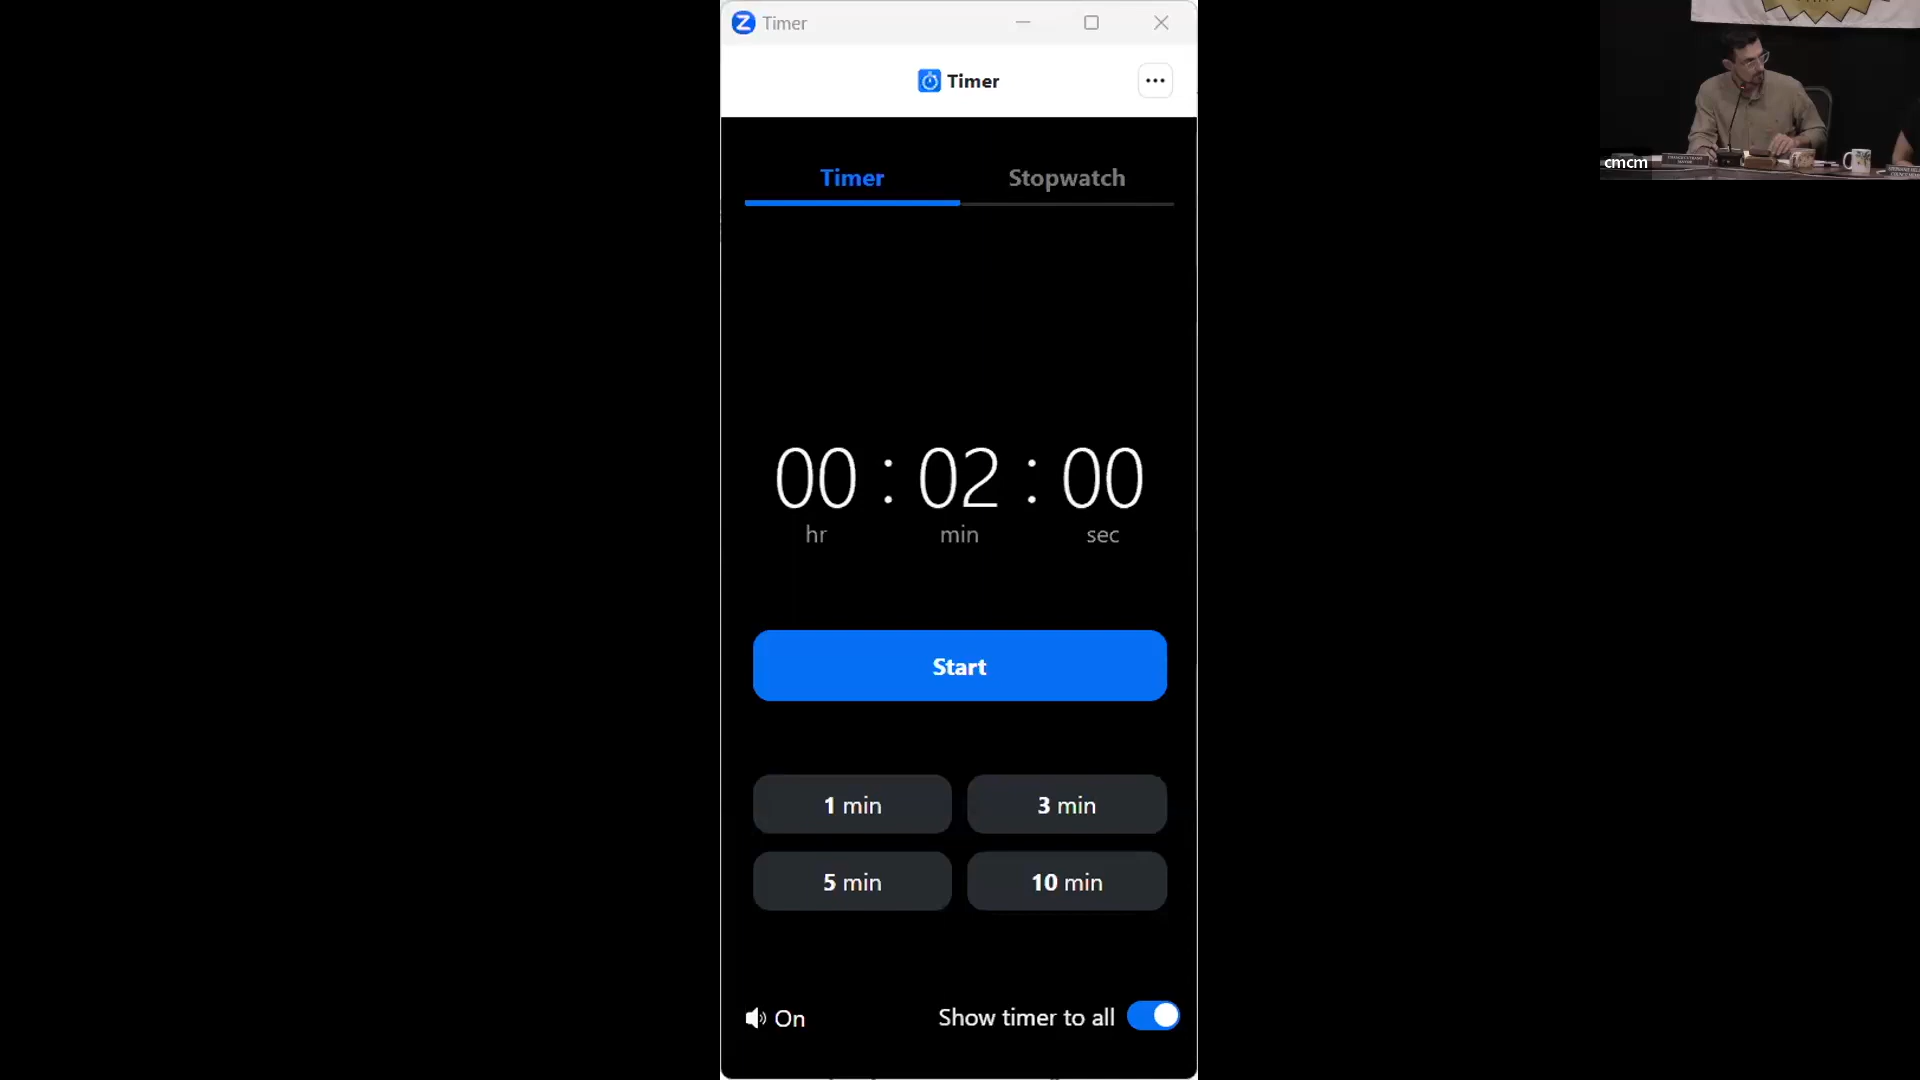 Timer
Timer
Timer Stopwatch
00 : 02 : 00
hr min sec
Start
1 min 3 min
5 min 10 min
On Show timer to all
cmcm
MAYOR